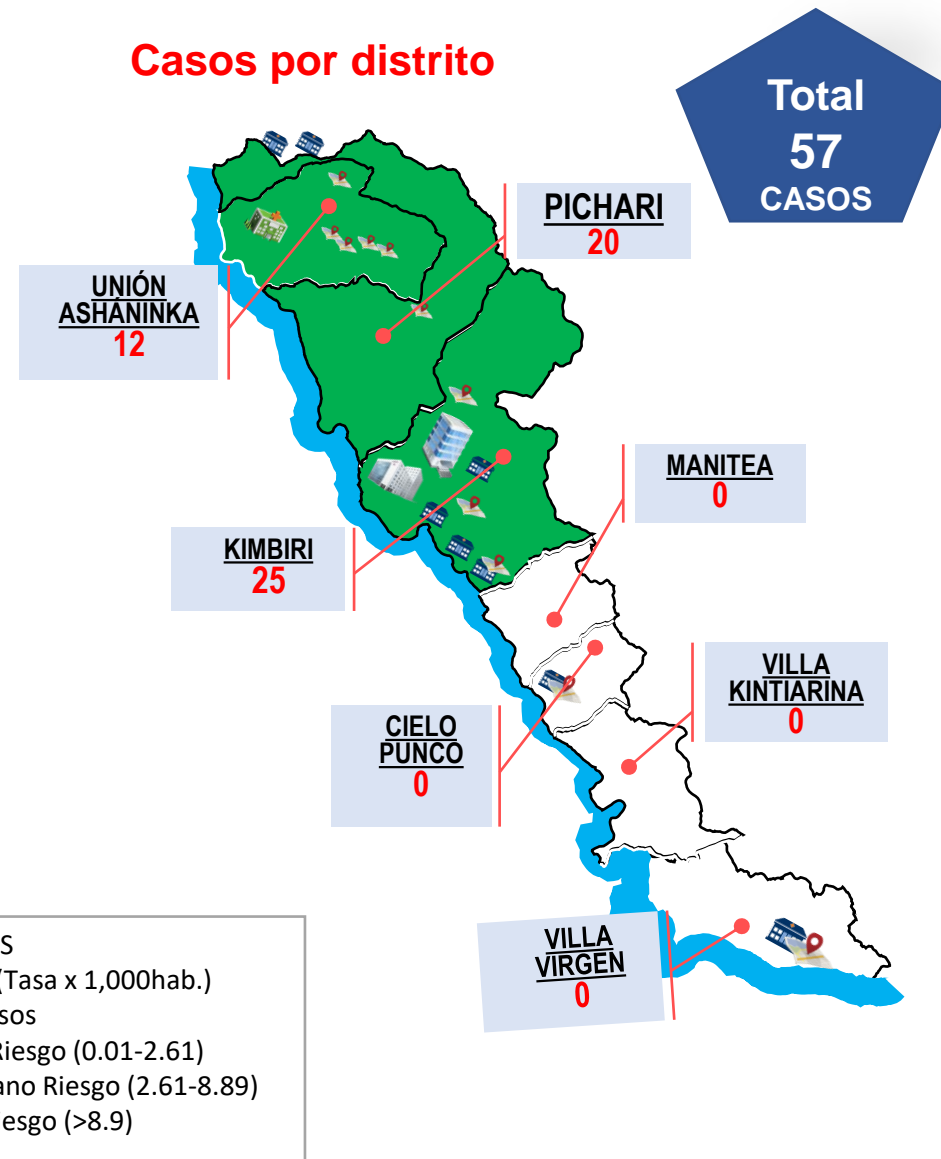 Casos por distrito
Total
57
CASOS
PICHARI
20
UNIÓN
ASHÁNINKA
12
MANITEA
0
KIMBIRI
25
VILLA
KINTIARINA
0
CIELO
PUNCO
0
VILLA
VIRGEN
0
S
(Tasa x 1,000hab.)
sos
Riesgo (0.01-2.61)
ano Riesgo (2.61-8.89)
esgo (>8.9)